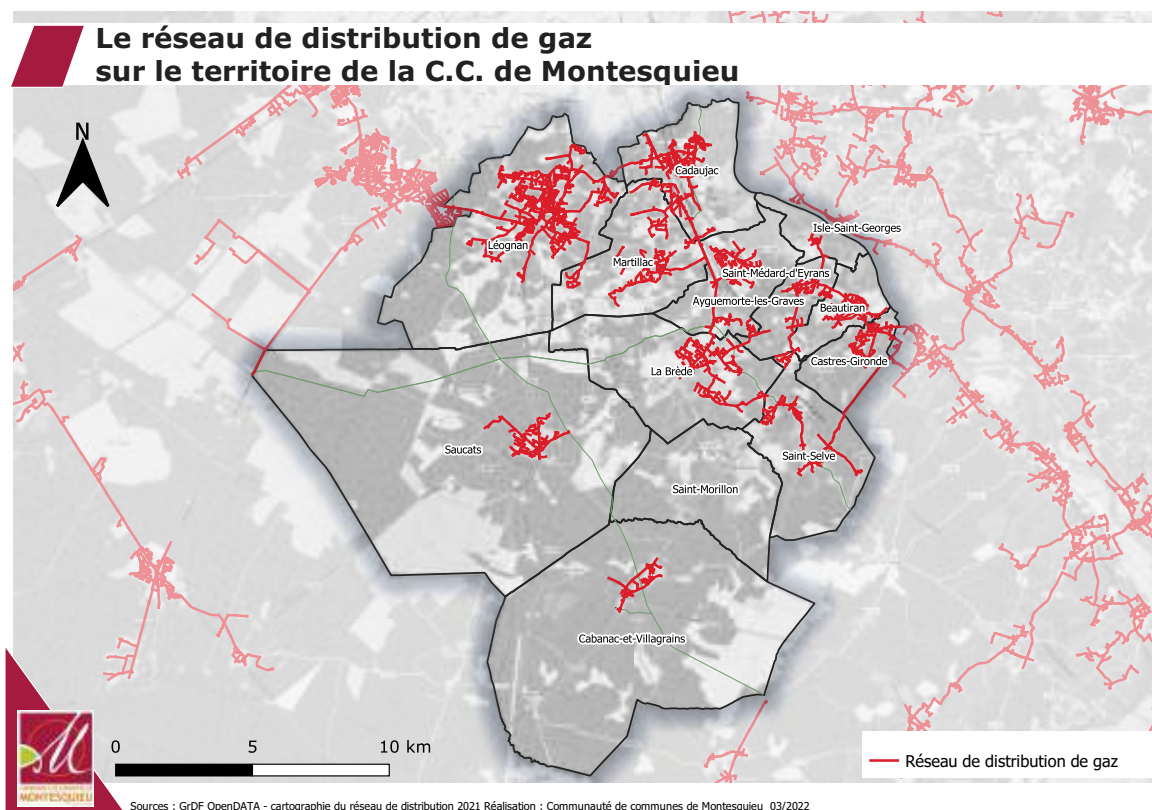 Le réseau de distribution de gaz
sur le territoire de la C.C. de Montesquieu
N
Cadaujac
Isle-Saint-Georges
Léognan
Martillac
Saint-Médard-d'Eyrans
Ayguemorte-les-Graves
Beautiran
Castres-Gironde
La Brède
Saucats
Saint-Selve
Saint-Morillon
Cabanac-et-Villagrains
0 5 10 km
Réseau de distribution de gaz
MONTESQUIEU
Sources : GrDF OpenDATA - cartographie du réseau de distribution 2021 Réalisation : Communauté de communes de Montesquieu 03/2022